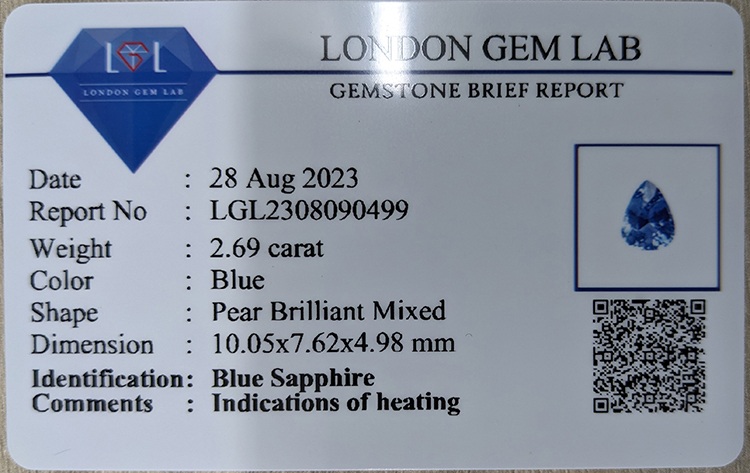 LGL
LONDON GEM LAB
LONDON GEM LAB
GEMSTONE BRIEF REPORT
Date : 28 Aug 2023
Report No : LGL2308090499
Weight : 2.69 carat
Color : Blue
Shape : Pear Brilliant Mixed
Dimension : 10.05x7.62x4.98 mm
Identification: Blue Sapphire
Comments : Indications of heating